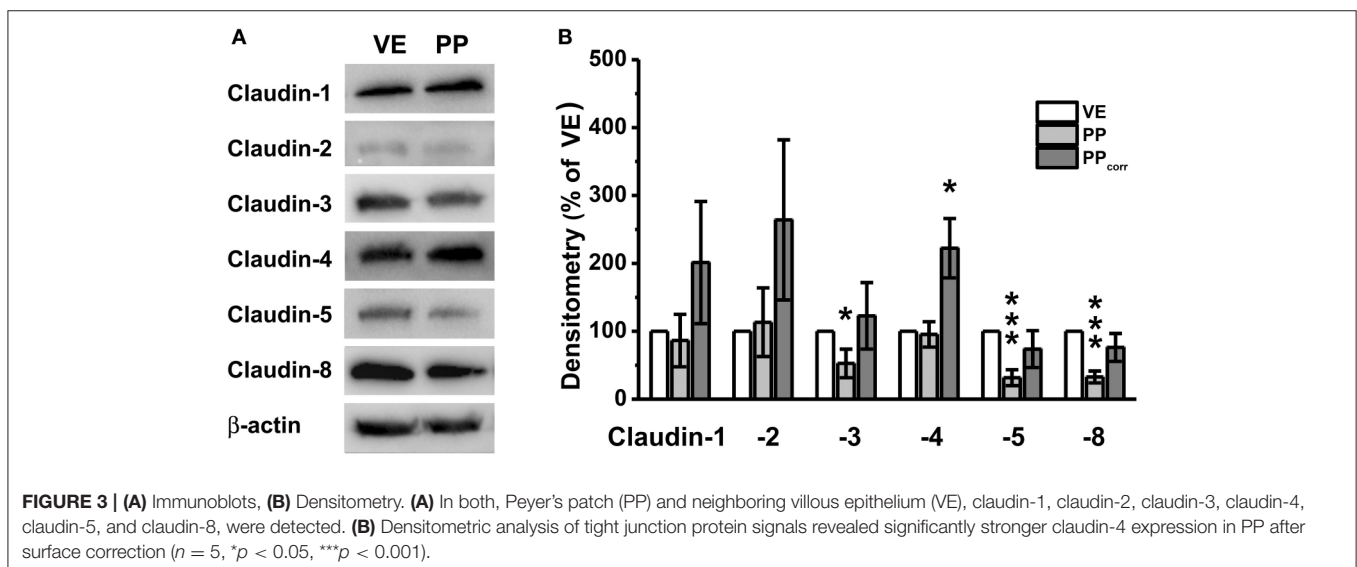 A
VE PP
Claudin-1
Claudin-2
Claudin-3
Claudin-4
Claudin-5
Claudin-8
β-actin
B
Densitometry (% of VE)
500
400
300
200
100
0
VE
PP
PPcorr
*
*
***
***
Claudin-1 -2 -3 -4 -5 -8
FIGURE 3 | (A) Immunoblots, (B) Densitometry. (A) In both, Peyer's patch (PP) and neighboring villous epithelium (VE), claudin-1, claudin-2, claudin-3, claudin-4,
claudin-5, and claudin-8, were detected. (B) Densitometric analysis of tight junction protein signals revealed significantly stronger claudin-4 expression in PP after
surface correction (n = 5, *p < 0.05, ***p < 0.001).